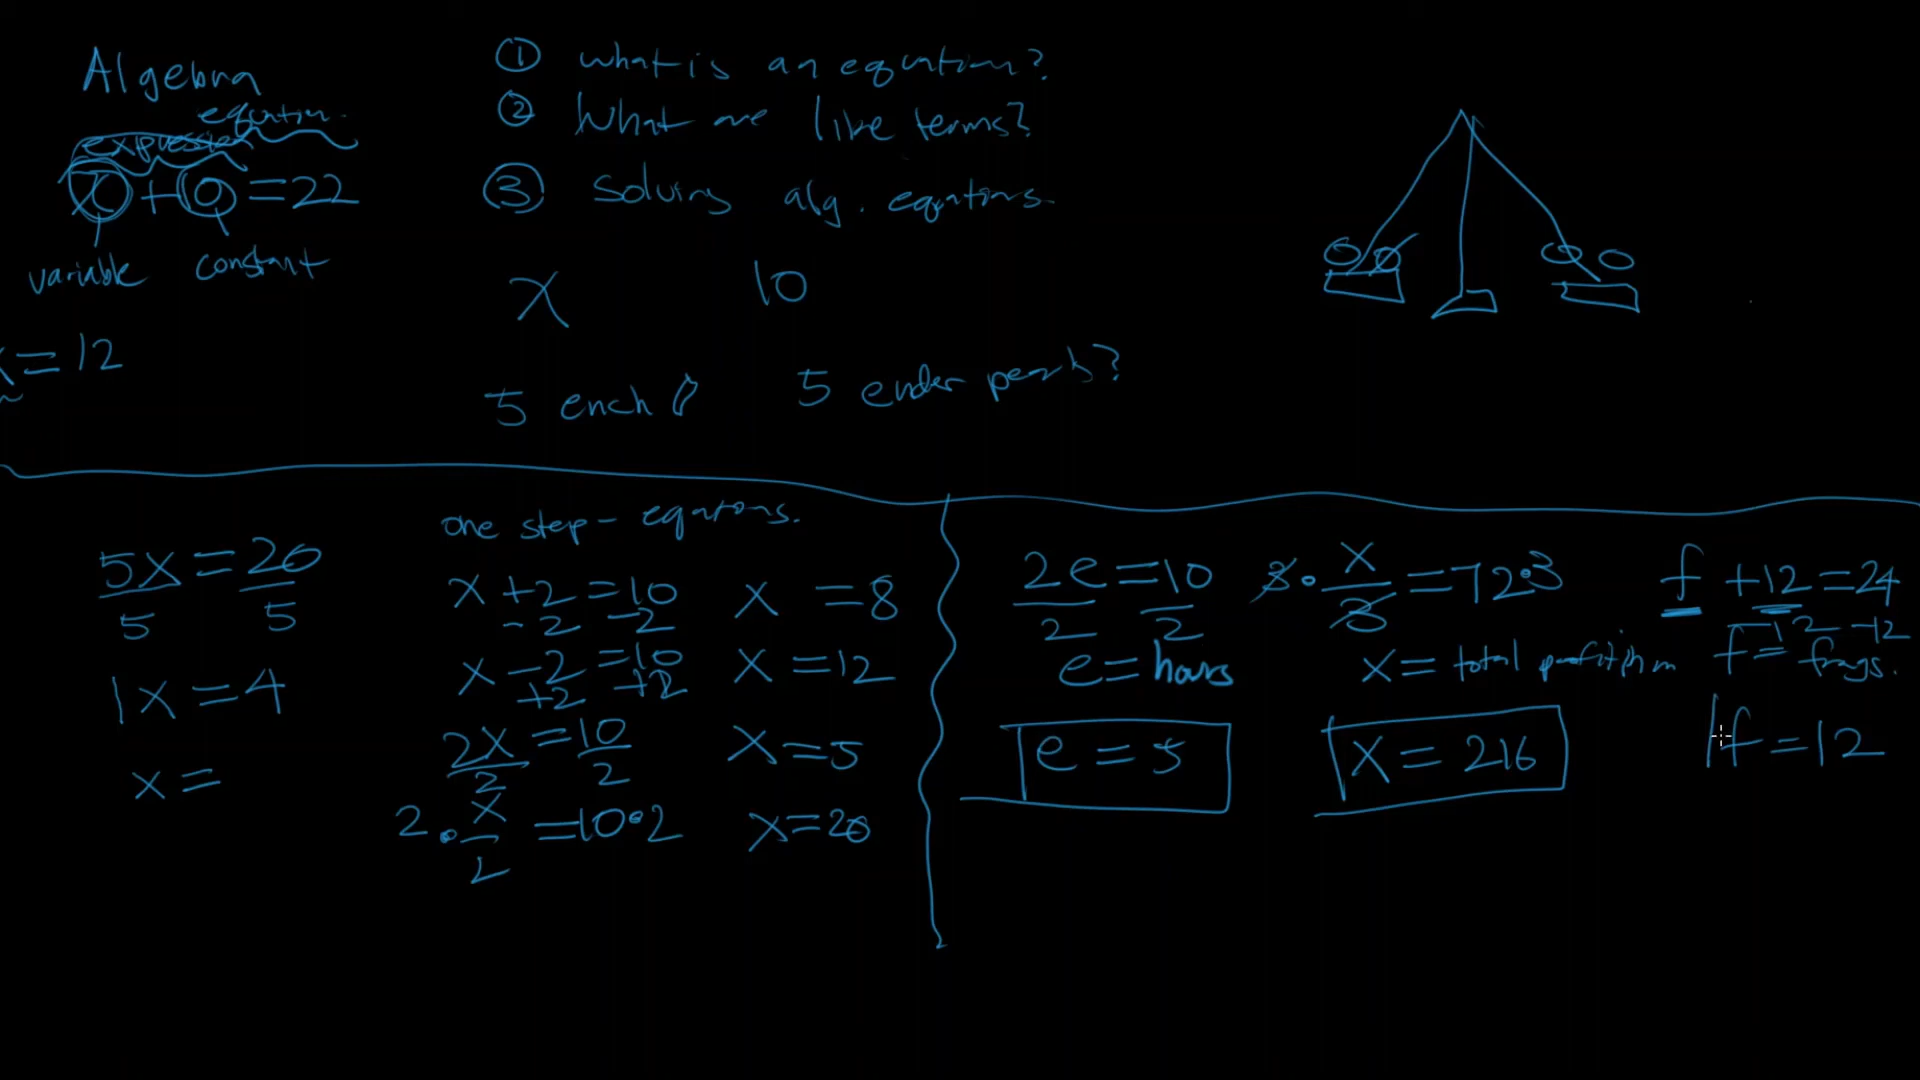 Algebra
equation.
expression
x + 10 = 22
variable constant
x = 12
① what is an equation?
② What are like terms?
③ Solving alg. equations.
x 10
5 ench 5 ender pearls?
5x = 20
5 5
1x = 4
x =
one step - equations.
x + 2 = 10 x = 8
- 2 - 2
x - 2 = 10 x = 12
+2 +2
2x = 10 x = 5
2 2
2 • x = 10 • 2 x = 20
2
2e = 10
2 2
e = hours
e = 5
3 • x = 72 • 3
3
x = total profit
x = 216
f + 12 = 24
-12 -12
f = frags.
f = 12